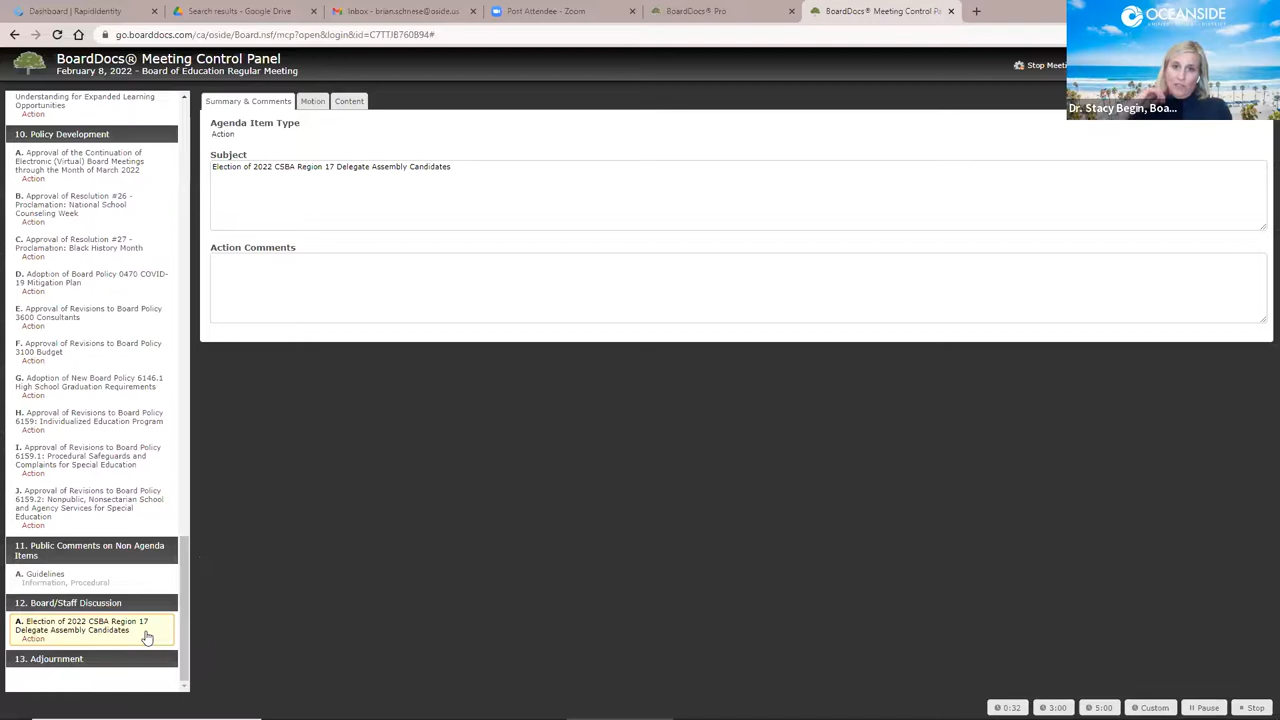 Dashboard | RapidIdentity
Search results - Google Drive
Inbox - brian.schnese@oside.us
Post Attendee - Zoom
BoardDocs® Pro
BoardDocs® Meeting Control Pan
go.boarddocs.com/ca/oside/Board.nsf/mcp?open&login&id=C7TTJB760B94#
BoardDocs® Meeting Control Panel
February 8, 2022 - Board of Education Regular Meeting
Stop Meeti
OCEANSIDE
Dr. Stacy Begin, Boa...
Understanding for Expanded Learning
Opportunities
Action
10. Policy Development
A. Approval of the Continuation of
Electronic (Virtual) Board Meetings
through the Month of March 2022
Action
B. Approval of Resolution #26 -
Proclamation: National School
Counseling Week
Action
C. Approval of Resolution #27 -
Proclamation: Black History Month
Action
D. Adoption of Board Policy 0470 COVID-
19 Mitigation Plan
Action
E. Approval of Revisions to Board Policy
3600 Consultants
Action
F. Approval of Revisions to Board Policy
3100 Budget
Action
G. Adoption of New Board Policy 6146.1
High School Graduation Requirements
Action
H. Approval of Revisions to Board Policy
6159: Individualized Education Program
Action
I. Approval of Revisions to Board Policy
6159.1: Procedural Safeguards and
Complaints for Special Education
Action
J. Approval of Revisions to Board Policy
6159.2: Nonpublic, Nonsectarian School
and Agency Services for Special
Education
Action
11. Public Comments on Non Agenda
Items
A. Guidelines
Information, Procedural
12. Board/Staff Discussion
A. Election of 2022 CSBA Region 17
Delegate Assembly Candidates
Action
13. Adjournment
Summary & Comments
Motion
Content
Agenda Item Type
Action
Subject
Election of 2022 CSBA Region 17 Delegate Assembly Candidates
Action Comments
0:32
3:00
5:00
Custom
Pause
Stop